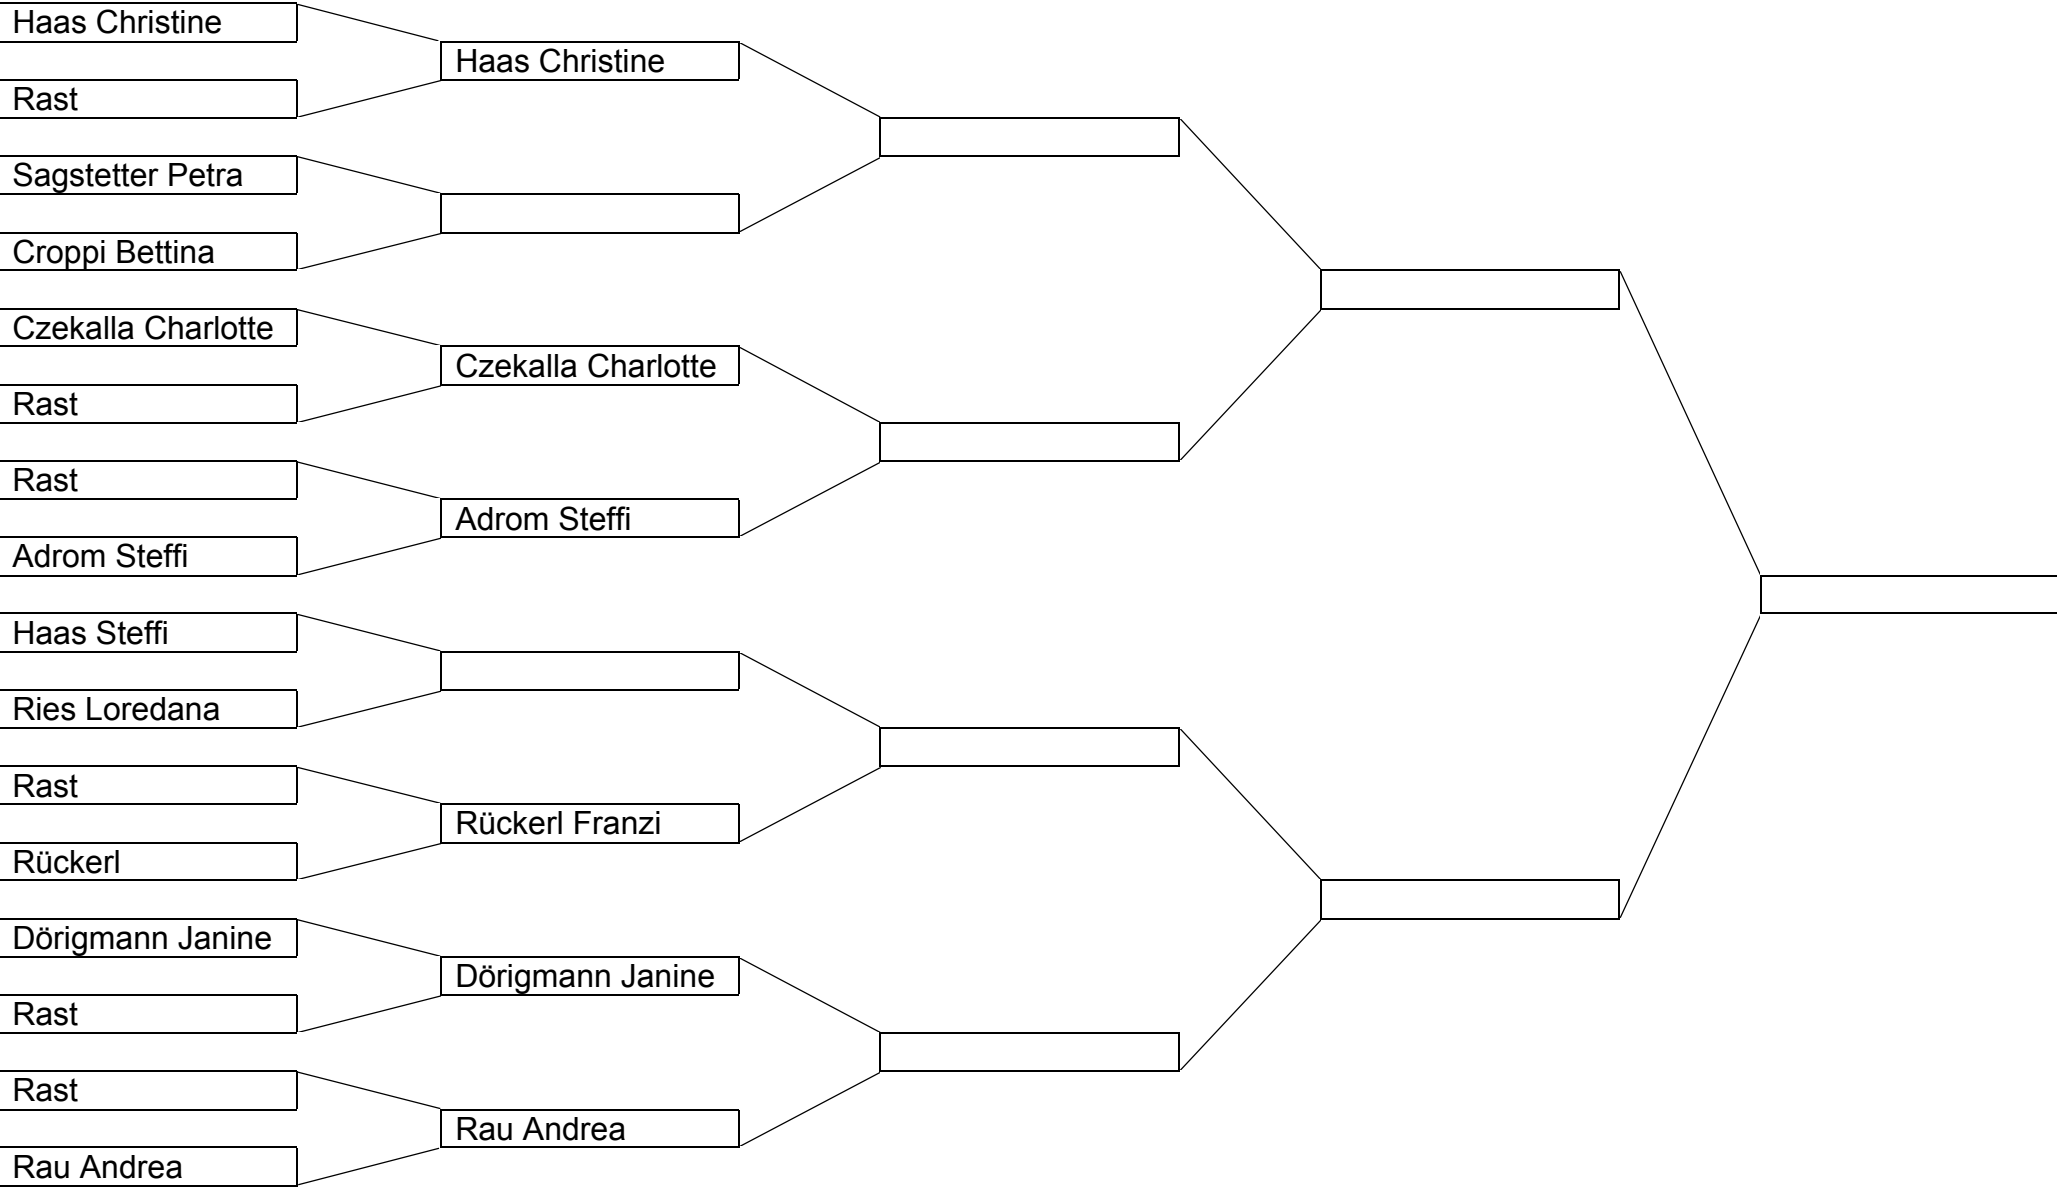 Haas Christine
Haas Christine
Rast
Sagstetter Petra
Croppi Bettina
Czekalla Charlotte
Czekalla Charlotte
Rast
Rast
Adrom Steffi
Adrom Steffi
Haas Steffi
Ries Loredana
Rast
Rückerl Franzi
Rückerl
Dörigmann Janine
Dörigmann Janine
Rast
Rast
Rau Andrea
Rau Andrea